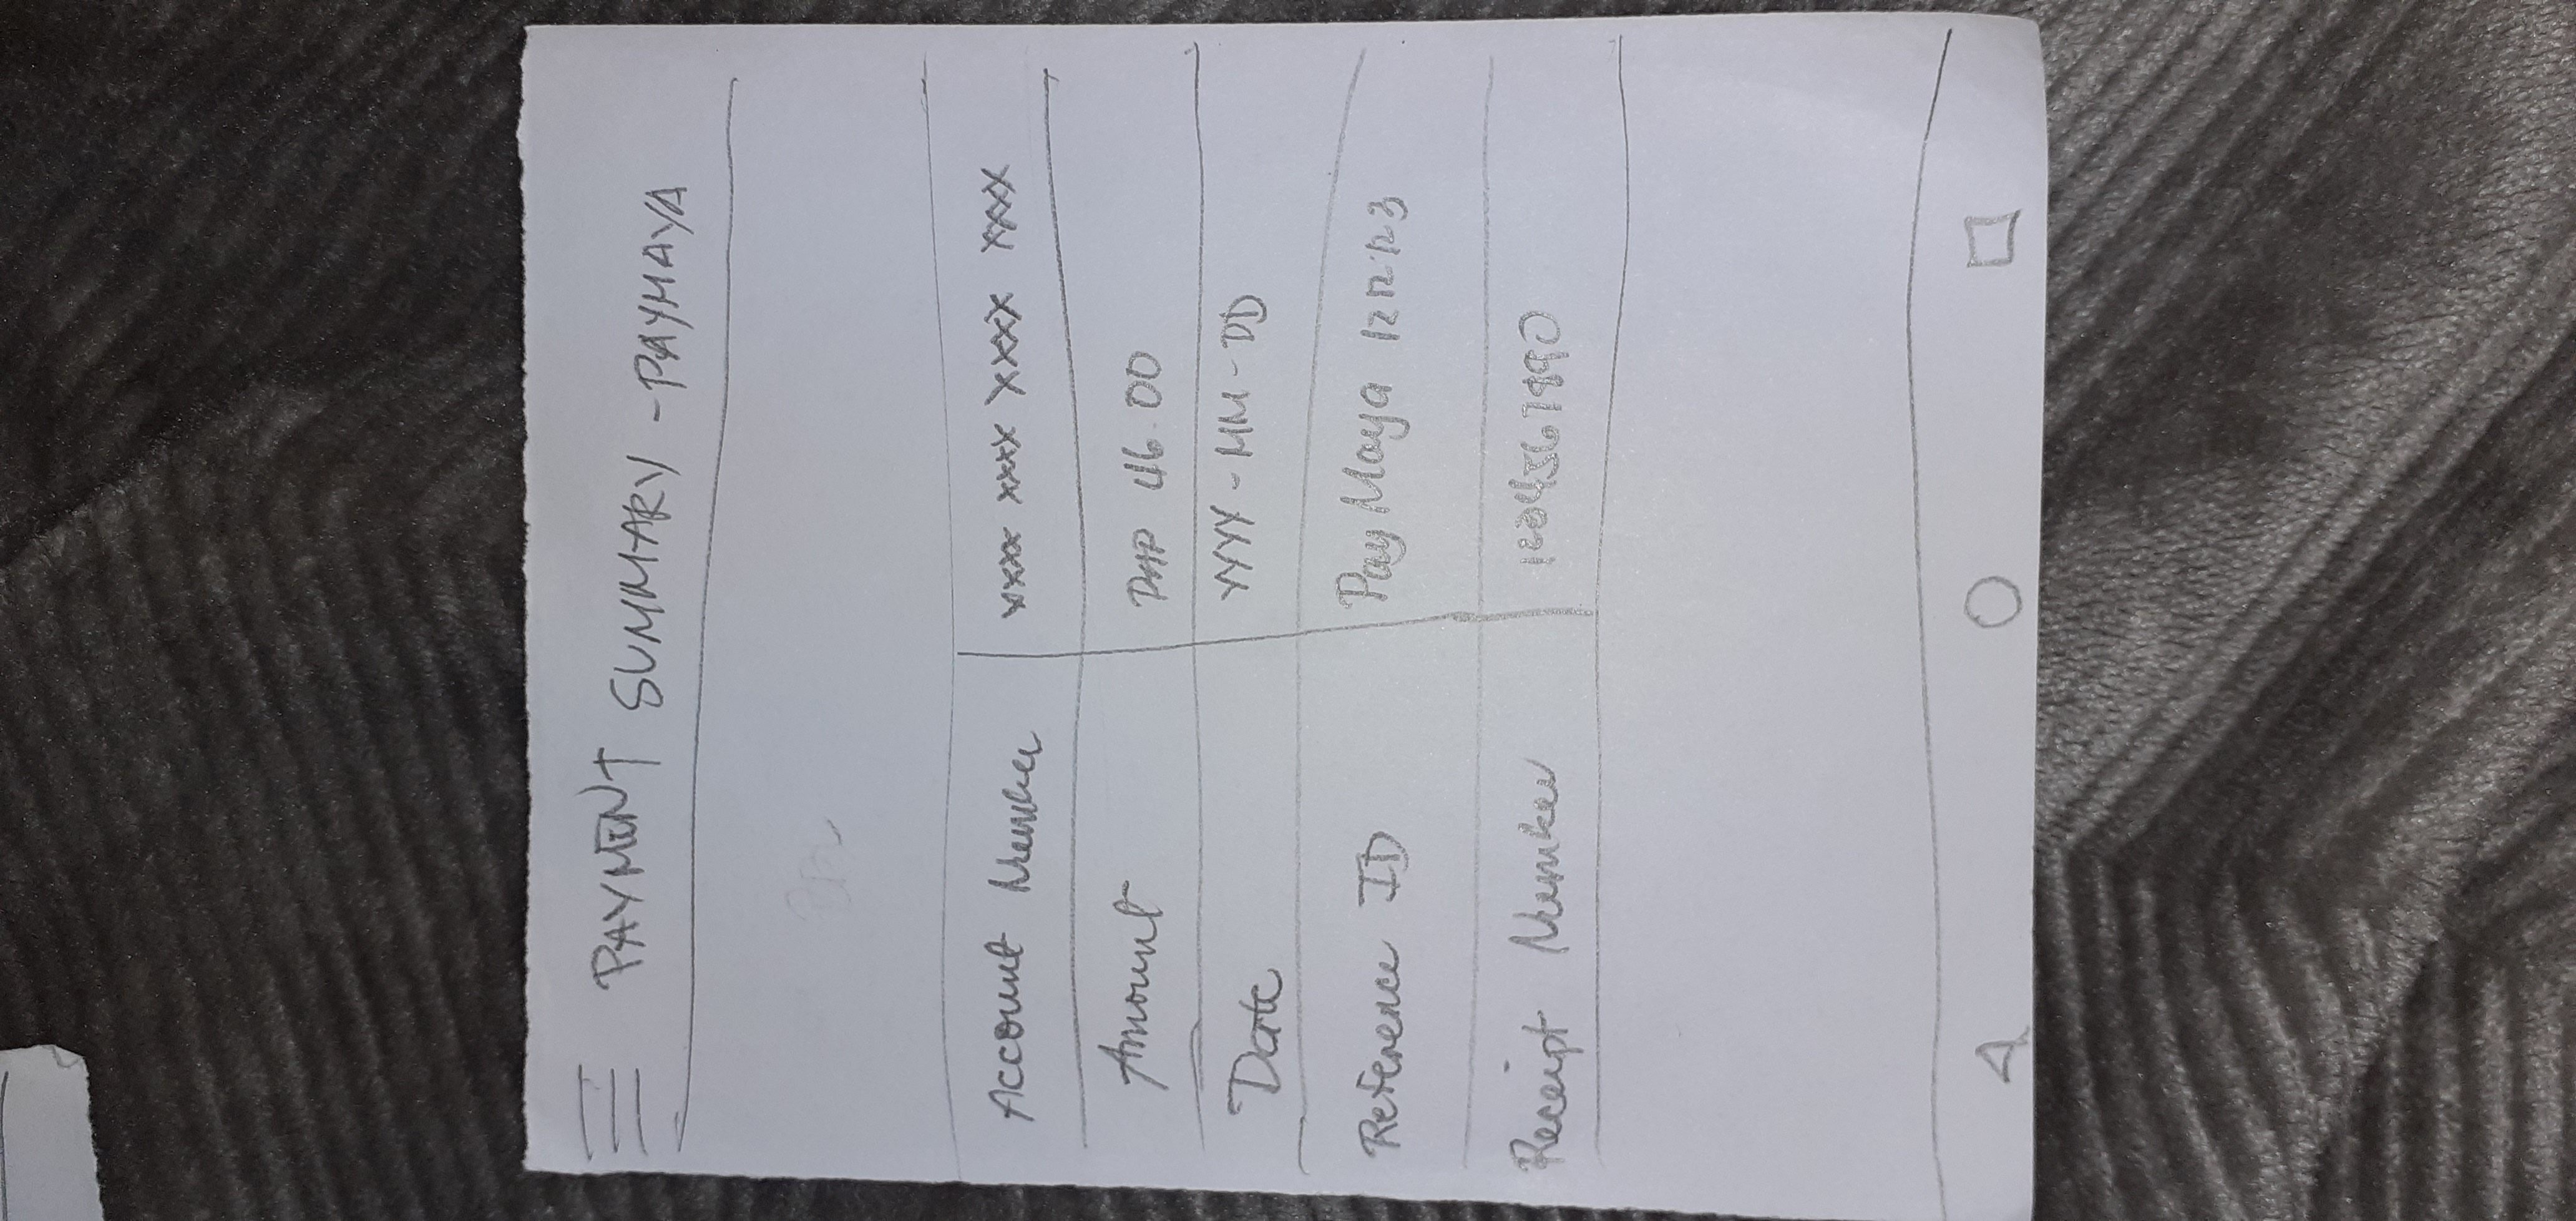 PAYMENT SUMMARY - PAYMAYA
Account Number xxxx xxxx xxxx xxxx
Amount PHP 46.00
Date YYYY - MM - DD
Reference ID PayMaya 1212123
Receipt Number 1234567890